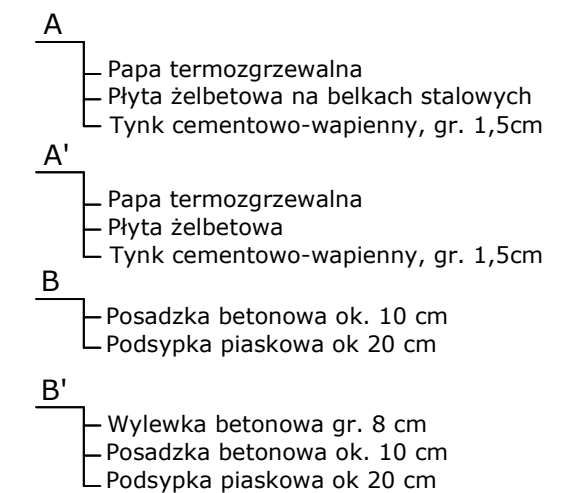 A
Papa termozgrzewalna
Płyta żelbetowa na belkach stalowych
Tynk cementowo-wapienny, gr. 1,5cm
A'
Papa termozgrzewalna
Płyta żelbetowa
Tynk cementowo-wapienny, gr. 1,5cm
B
Posadzka betonowa ok. 10 cm
Podsypka piaskowa ok 20 cm
B'
Wylewka betonowa gr. 8 cm
Posadzka betonowa ok. 10 cm
Podsypka piaskowa ok 20 cm